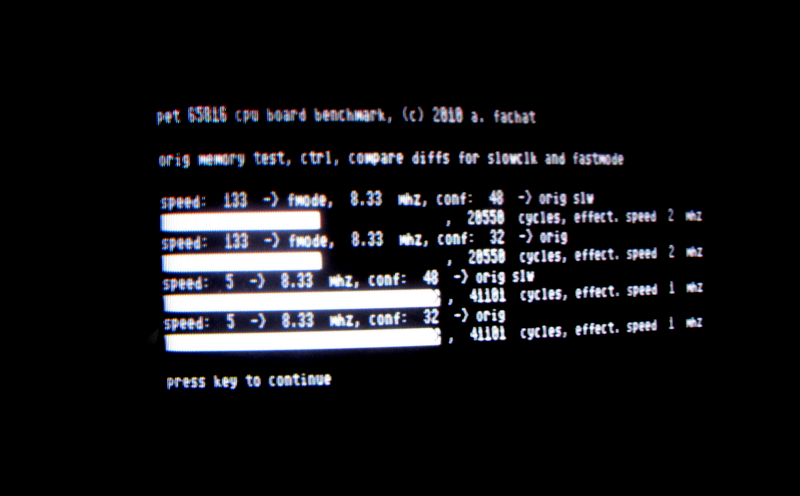 pet 65816 cpu board benchmark, (c) 2010 a. fachat
orig memory test, ctrl, compare diffs for slowclk and fastmode
speed: 133 -> fmode, 8.33 mhz, conf: 48 -> orig slw
, 20550 cycles, effect. speed 2 mhz
speed: 133 -> fmode, 8.33 mhz, conf: 32 -> orig
, 20550 cycles, effect. speed 2 mhz
speed: 5 -> 8.33 mhz, conf: 48 -> orig slw
, 41101 cycles, effect. speed 1 mhz
speed: 5 -> 8.33 mhz, conf: 32 -> orig
, 41101 cycles, effect. speed 1 mhz
press key to continue